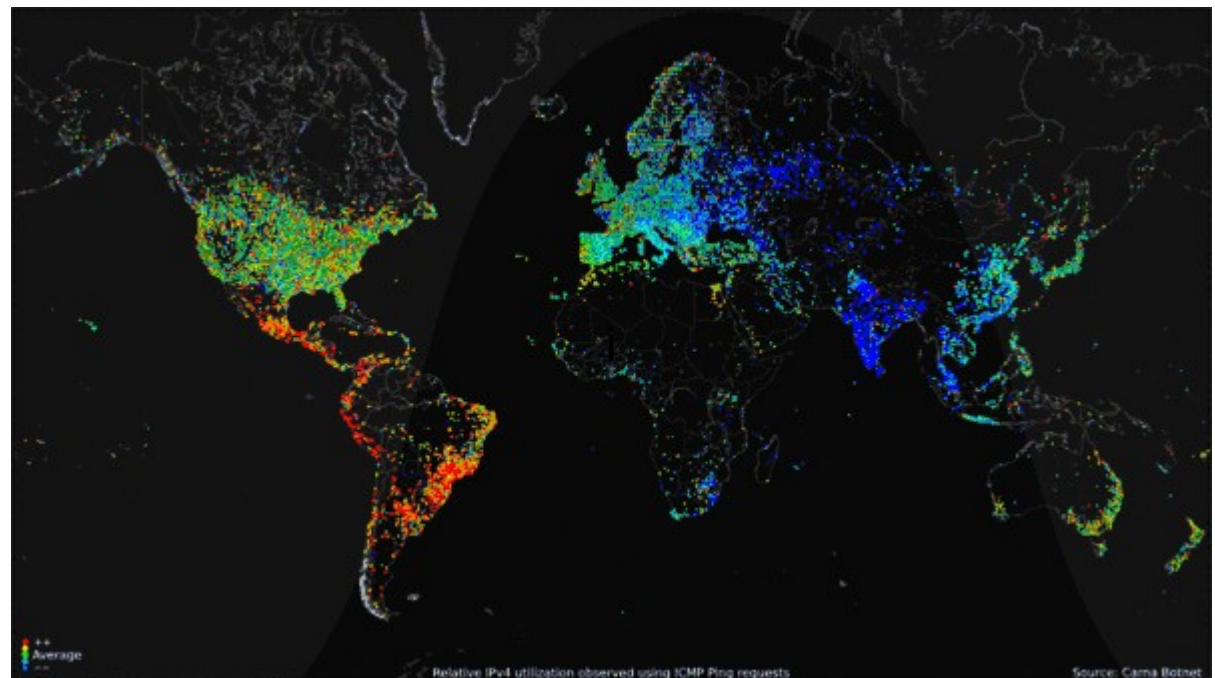 ++
Average
--
Relative IPv4 utilization observed using ICMP Ping requests
Source: Carna Botnet